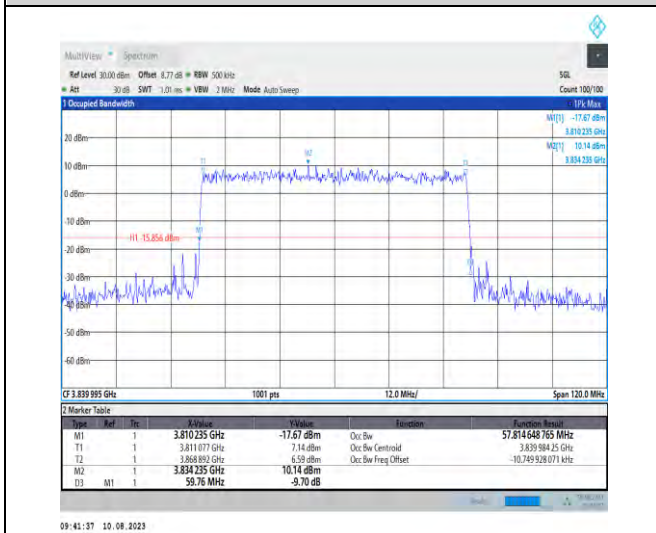 MultiView Spectrum
Ref Level 30.00 dBm Offset 8.77 dB RBW 500 kHz SGL
Att 30 dB SWT 1.01 ms VBW 2 MHz Mode Auto Sweep Count 100/100
1 Occupied Bandwidth 1Pk Max
M1[1] -17.67 dBm
3.810 235 GHz
M2[1] 10.14 dBm
3.834 235 GHz
20 dBm
M2
T1
10 dBm
0 dBm
-10 dBm
M1
H1 -15.856 dBm
-20 dBm
-30 dBm
-40 dBm
-50 dBm
-60 dBm
CF 3.839 995 GHz 1001 pts 12.0 MHz/ Span 120.0 MHz
2 Marker Table
Type Ref Trc X-Value Y-Value Function Function Result
M1 1 3.810 235 GHz -17.67 dBm Occ Bw 57.814 648 765 MHz
T1 1 3.811 077 GHz 7.14 dBm Occ Bw Centroid 3.839 984 25 GHz
T2 1 3.868 892 GHz 6.59 dBm Occ Bw Freq Offset -10.749 928 071 kHz
M2 1 3.834 235 GHz 10.14 dBm
D3 M1 1 59.76 MHz -9.70 dB
09:41:37 10.08.2023